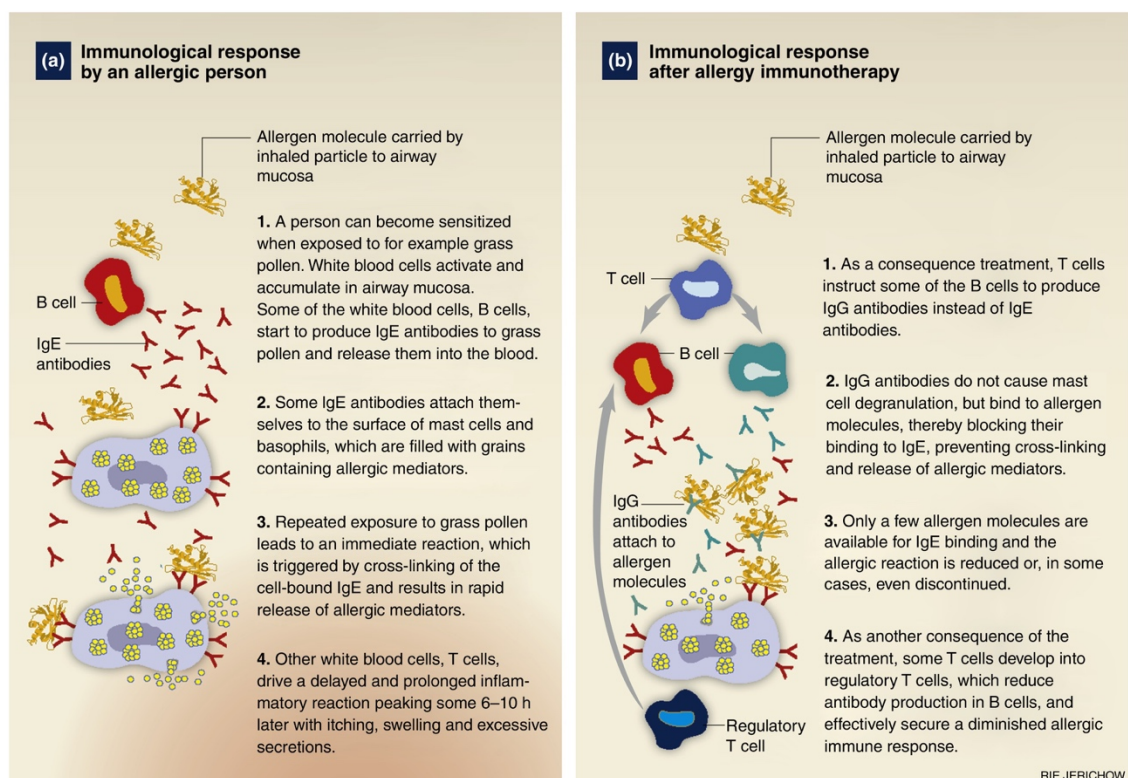 (a)
Immunological response
by an allergic person
Allergen molecule carried by
inhaled particle to airway
mucosa
1. A person can become sensitized
when exposed to for example grass
pollen. White blood cells activate and
accumulate in airway mucosa.
Some of the white blood cells, B cells,
start to produce IgE antibodies to grass
pollen and release them into the blood.
B cell
IgE
antibodies
2. Some IgE antibodies attach them-
selves to the surface of mast cells and
basophils, which are filled with grains
containing allergic mediators.
3. Repeated exposure to grass pollen
leads to an immediate reaction, which
is triggered by cross-linking of the
cell-bound IgE and results in rapid
release of allergic mediators.
4. Other white blood cells, T cells,
drive a delayed and prolonged inflam-
matory reaction peaking some 6–10 h
later with itching, swelling and excessive
secretions.
(b)
Immunological response
after allergy immunotherapy
Allergen molecule carried by
inhaled particle to airway
mucosa
T cell
1. As a consequence treatment, T cells
instruct some of the B cells to produce
IgG antibodies instead of IgE
antibodies.
B cell
2. IgG antibodies do not cause mast
cell degranulation, but bind to allergen
molecules, thereby blocking their
binding to IgE, preventing cross-linking
and release of allergic mediators.
IgG
antibodies
attach to
allergen
molecules
3. Only a few allergen molecules are
available for IgE binding and the
allergic reaction is reduced or, in some
cases, even discontinued.
4. As another consequence of the
treatment, some T cells develop into
regulatory T cells, which reduce
antibody production in B cells, and
effectively secure a diminished allergic
immune response.
Regulatory
T cell
RIE JERICHOW